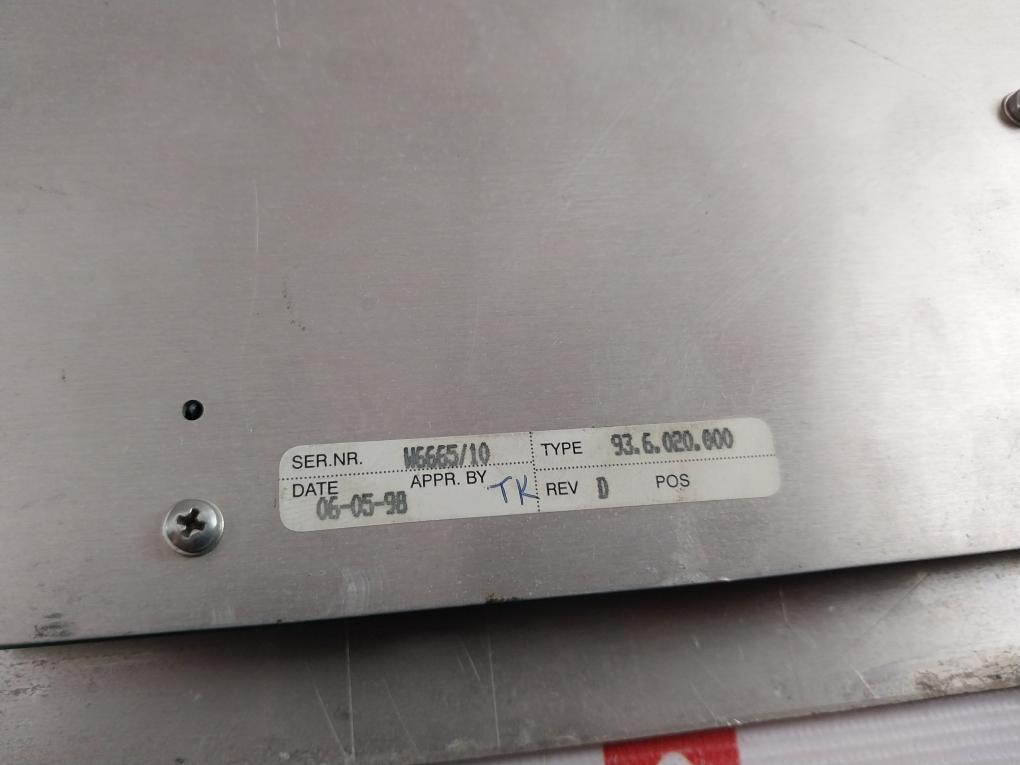 SER.NR. W6665/10 TYPE 93.6.020.000
DATE 06-05-98 APPR. BY TK REV D POS